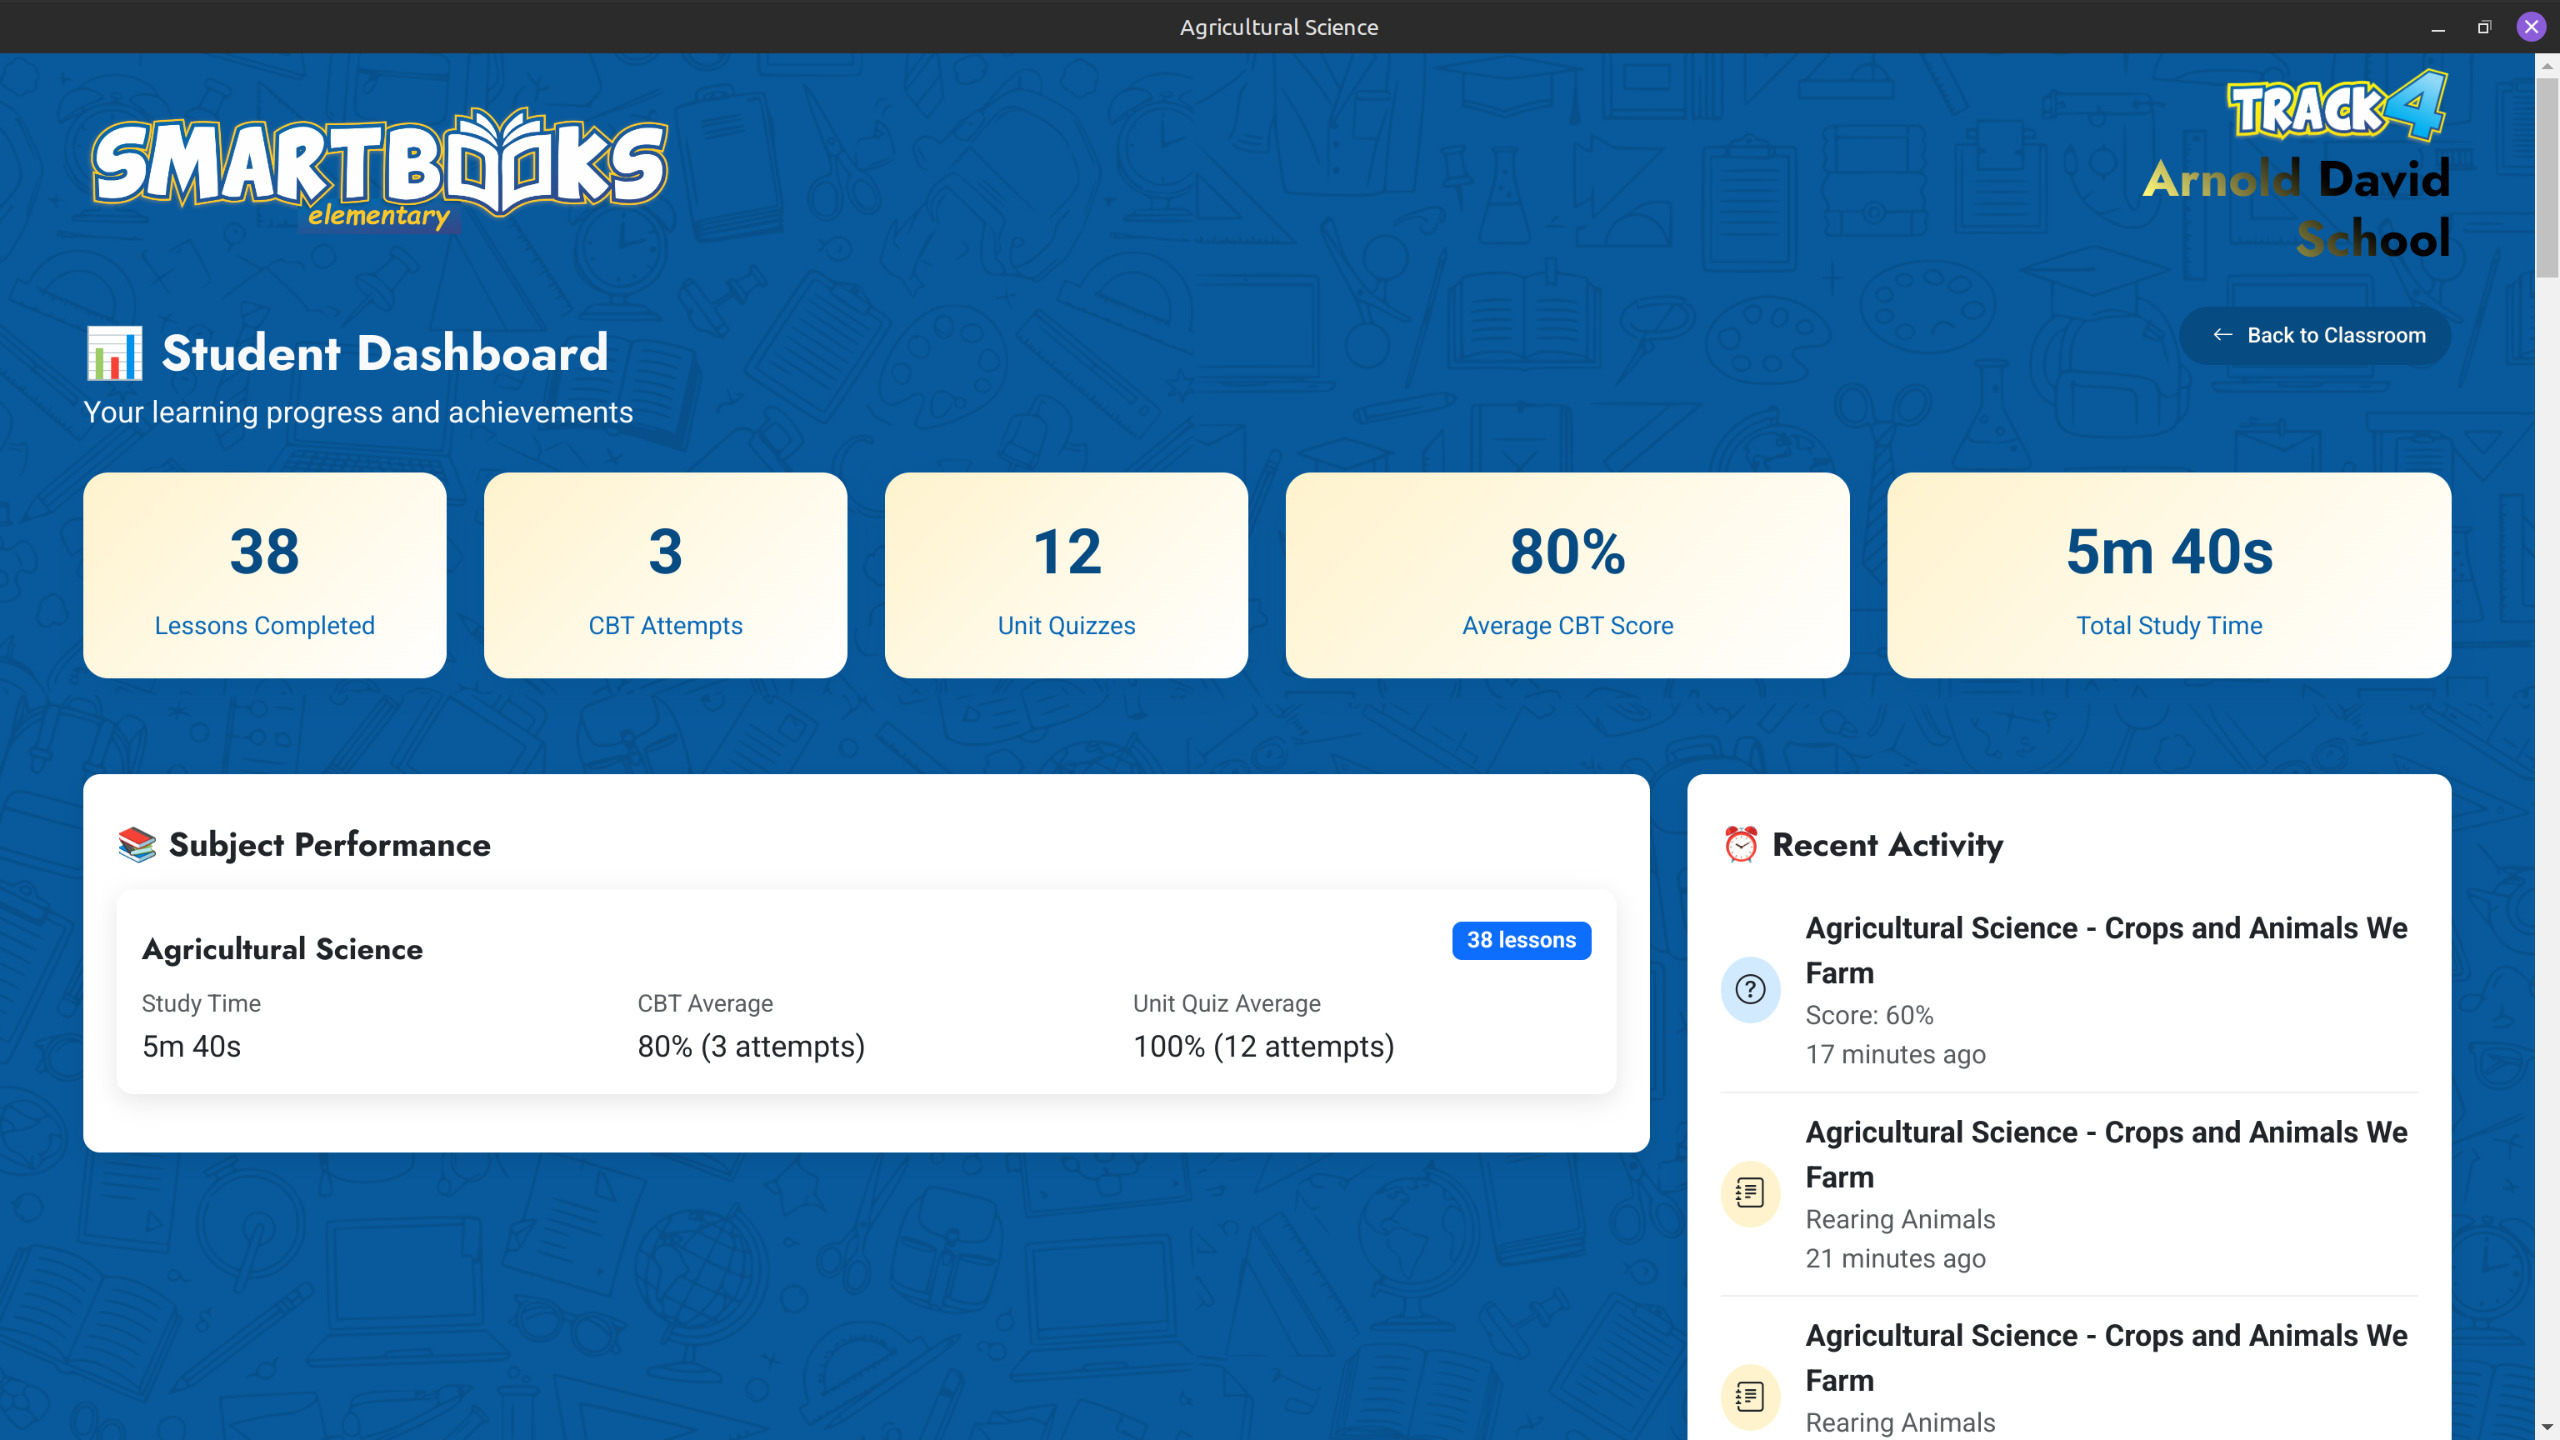 Agricultural Science
SMARTBOOKS
elementary
TRACK4
Arnold David
School
Back to Classroom
Student Dashboard
Your learning progress and achievements
38
Lessons Completed
3
CBT Attempts
12
Unit Quizzes
80%
Average CBT Score
5m 40s
Total Study Time
Subject Performance
Agricultural Science
38 lessons
Study Time
5m 40s
CBT Average
80% (3 attempts)
Unit Quiz Average
100% (12 attempts)
Recent Activity
Agricultural Science - Crops and Animals We
Farm
Score: 60%
17 minutes ago
Agricultural Science - Crops and Animals We
Farm
Rearing Animals
21 minutes ago
Agricultural Science - Crops and Animals We
Farm
Rearing Animals